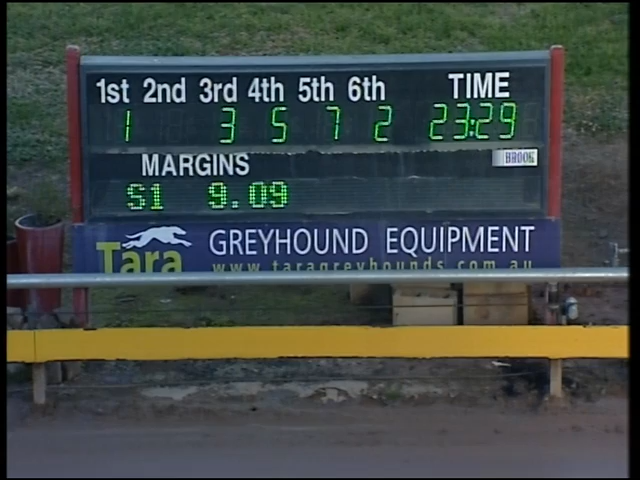 1st 2nd 3rd 4th 5th 6th TIME
1 3 5 7 2 23:29
MARGINS BROOK
S1 9.09
Tara GREYHOUND EQUIPMENT
www.taragreyhounds.com.au